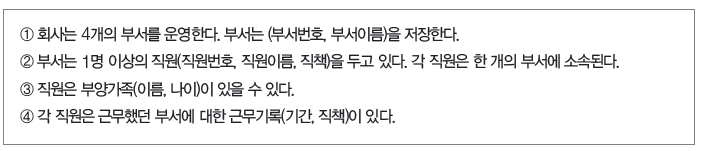 ① 회사는 4개의 부서를 운영한다. 부서는 (부서번호, 부서이름)을 저장한다.
② 부서는 1명 이상의 직원(직원번호, 직원이름, 직책)을 두고 있다. 각 직원은 한 개의 부서에 소속된다.
③ 직원은 부양가족(이름, 나이)이 있을 수 있다.
④ 각 직원은 근무했던 부서에 대한 근무기록(기간, 직책)이 있다.